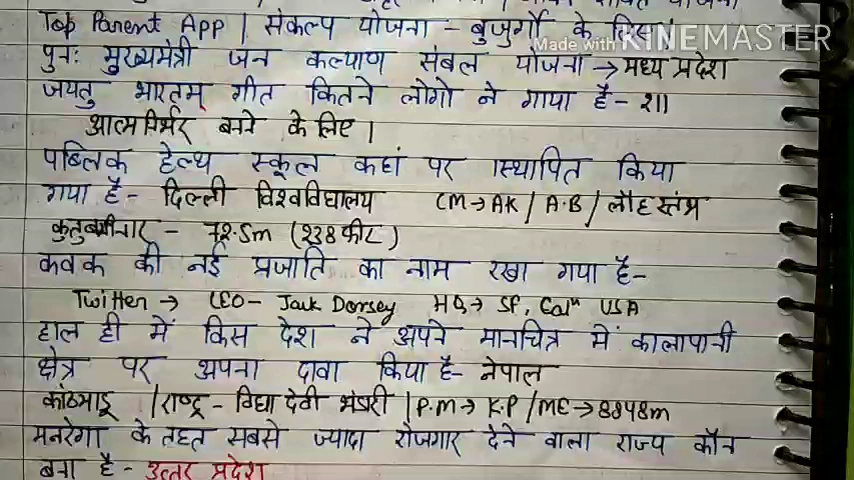 Top Parent App | संकल्प योजना - बुजुर्गों के लिए।
Made with KINEMASTER
पुनः मुख्यमंत्री जन कल्याण संबल योजना → मध्य प्रदेश
जयतु भारतम् गीत कितने लोगो ने गाया है - 211
आत्मनिर्भर बनने के लिए।
पब्लिक हेल्थ स्कूल कहां पर स्थापित किया
गया है - दिल्ली विश्वविद्यालय CM → AK / A.B / लौह स्तंभ
कुतुबमीनार - 72.5m (238 फीट)
कवक की नई प्रजाति का नाम रखा गया है -
Twitter → CEO - Jack Dorsey HQ → SF, Calⁿ USA
हाल ही में किस देश ने अपने मानचित्र में कालापानी
क्षेत्र पर अपना दावा किया है - नेपाल
काठमांडू / राष्ट्र - विद्या देवी भंडारी | P.M → K.P / ME → 8848m
मनरेगा के तहत सबसे ज्यादा रोजगार देने वाला राज्य कौन
बना है - उत्तर प्रदेश